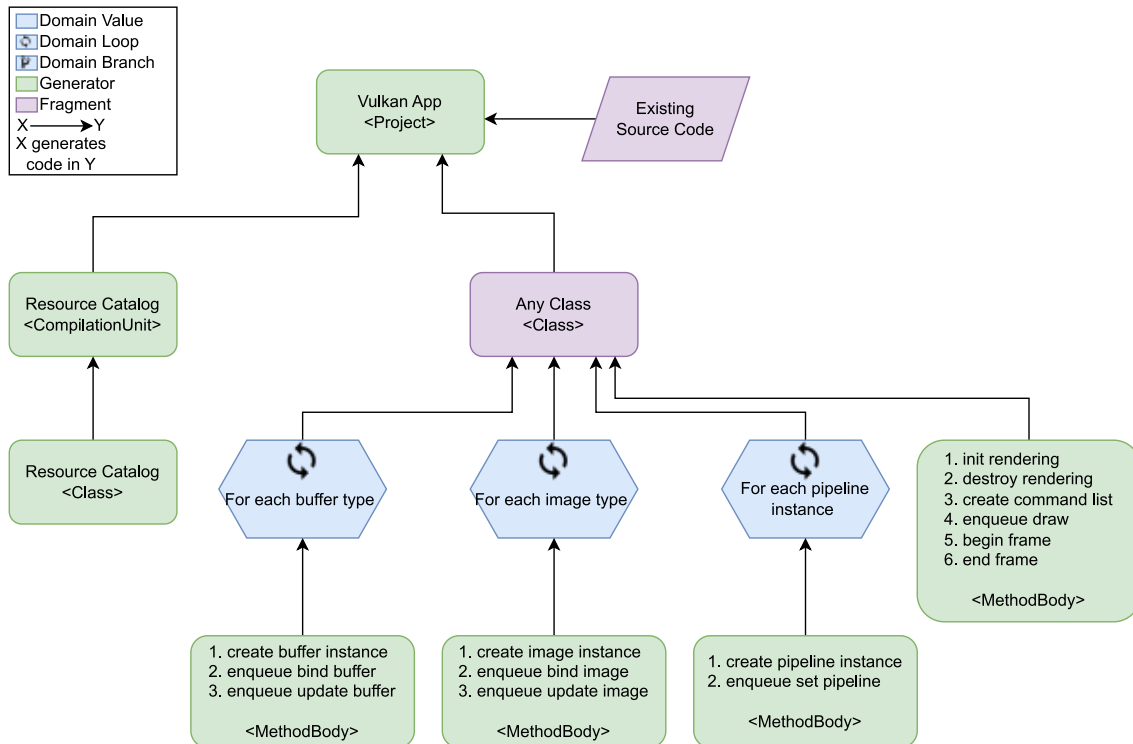 Domain Value
Domain Loop
Domain Branch
Generator
Fragment
X Y
X generates
code in Y
Vulkan App
<Project>
Existing
Source Code
Resource Catalog
<CompilationUnit>
Any Class
<Class>
Resource Catalog
<Class>
For each buffer type
For each image type
For each pipeline
instance
1. init rendering
2. destroy rendering
3. create command list
4. enqueue draw
5. begin frame
6. end frame
<MethodBody>
1. create buffer instance
2. enqueue bind buffer
3. enqueue update buffer
<MethodBody>
1. create image instance
2. enqueue bind image
3. enqueue update image
<MethodBody>
1. create pipeline instance
2. enqueue set pipeline
<MethodBody>